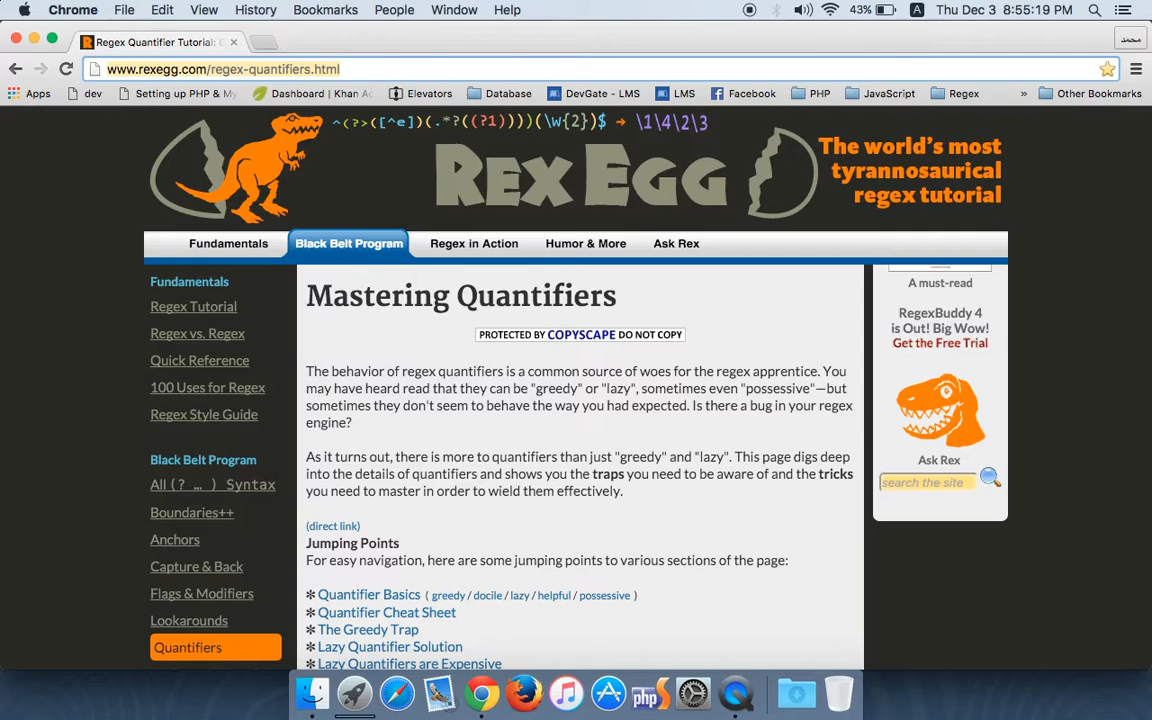 Chrome File Edit View History Bookmarks People Window Help 43% A Thu Dec 3 8:55:19 PM
Regex Quantifier Tutorial: G محمد
www.rexegg.com/regex-quantifiers.html
Apps dev Setting up PHP & My Dashboard | Khan Ac Elevators Database DevGate - LMS LMS Facebook PHP JavaScript Regex » Other Bookmarks
^(?>([^e])(.*?((?1))))(\w{2})$ → \1\4\2\3
REX EGG
The world's most
tyrannosaurical
regex tutorial
Fundamentals Black Belt Program Regex in Action Humor & More Ask Rex
Fundamentals
Regex Tutorial
Regex vs. Regex
Quick Reference
100 Uses for Regex
Regex Style Guide
Black Belt Program
All (? … ) Syntax
Boundaries++
Anchors
Capture & Back
Flags & Modifiers
Lookarounds
Quantifiers
Mastering Quantifiers
PROTECTED BY COPYSCAPE DO NOT COPY
The behavior of regex quantifiers is a common source of woes for the regex apprentice. You
may have heard read that they can be "greedy" or "lazy", sometimes even "possessive"—but
sometimes they don't seem to behave the way you had expected. Is there a bug in your regex
engine?
As it turns out, there is more to quantifiers than just "greedy" and "lazy". This page digs deep
into the details of quantifiers and shows you the traps you need to be aware of and the tricks
you need to master in order to wield them effectively.
(direct link)
Jumping Points
For easy navigation, here are some jumping points to various sections of the page:
✻ Quantifier Basics ( greedy / docile / lazy / helpful / possessive )
✻ Quantifier Cheat Sheet
✻ The Greedy Trap
✻ Lazy Quantifier Solution
✻ Lazy Quantifiers are Expensive
A must-read
RegexBuddy 4
is Out! Big Wow!
Get the Free Trial
Ask Rex
search the site
php